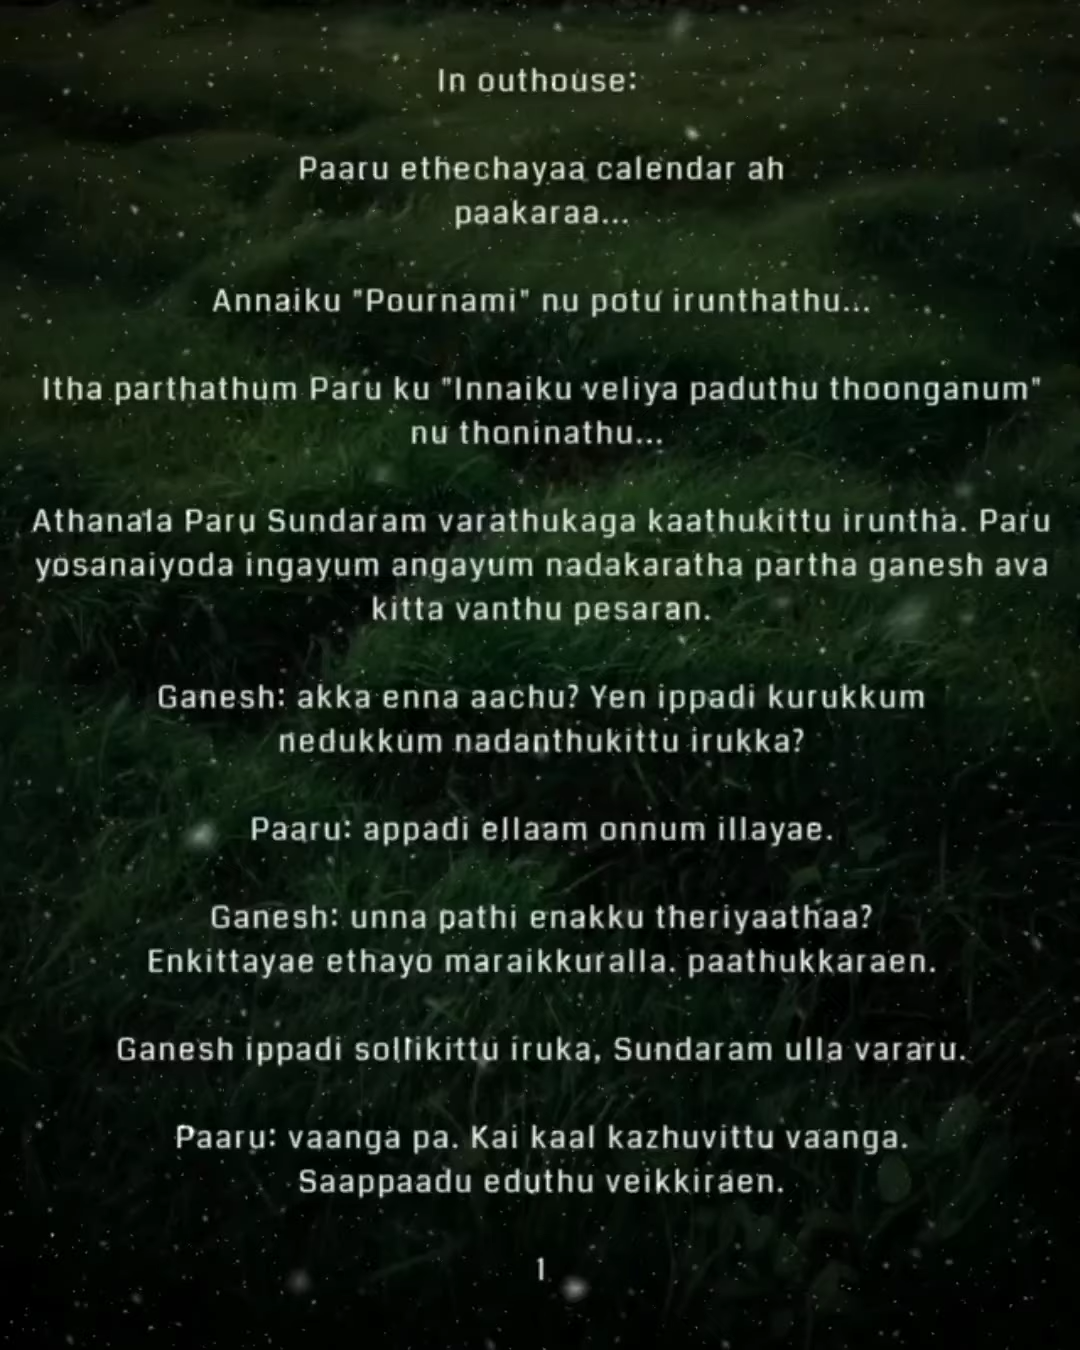 In outhouse:
Paaru ethechayaa calendar ah
paakaraa...
Annaiku "Pournami" nu potu irunthathu...
Itha parthathum Paru ku "Innaiku veliya paduthu thoonganum"
nu thoninathu...
Athanala Paru Sundaram varathukaga kaathukittu iruntha. Paru
yosanaiyoda ingayum angayum nadakaratha partha ganesh ava
kitta vanthu pesaran.
Ganesh: akka enna aachu? Yen ippadi kurukkum
nedukkum nadanthukittu irukka?
Paaru: appadi ellaam onnum illayae.
Ganesh: unna pathi enakku theriyaathaa?
Enkittayae ethayo maraikkuralla. paathukkaraen.
Ganesh ippadi sollikittu iruka, Sundaram ulla vararu.
Paaru: vaanga pa. Kai kaal kazhuvittu vaanga.
Saappaadu eduthu veikkiraen.
1